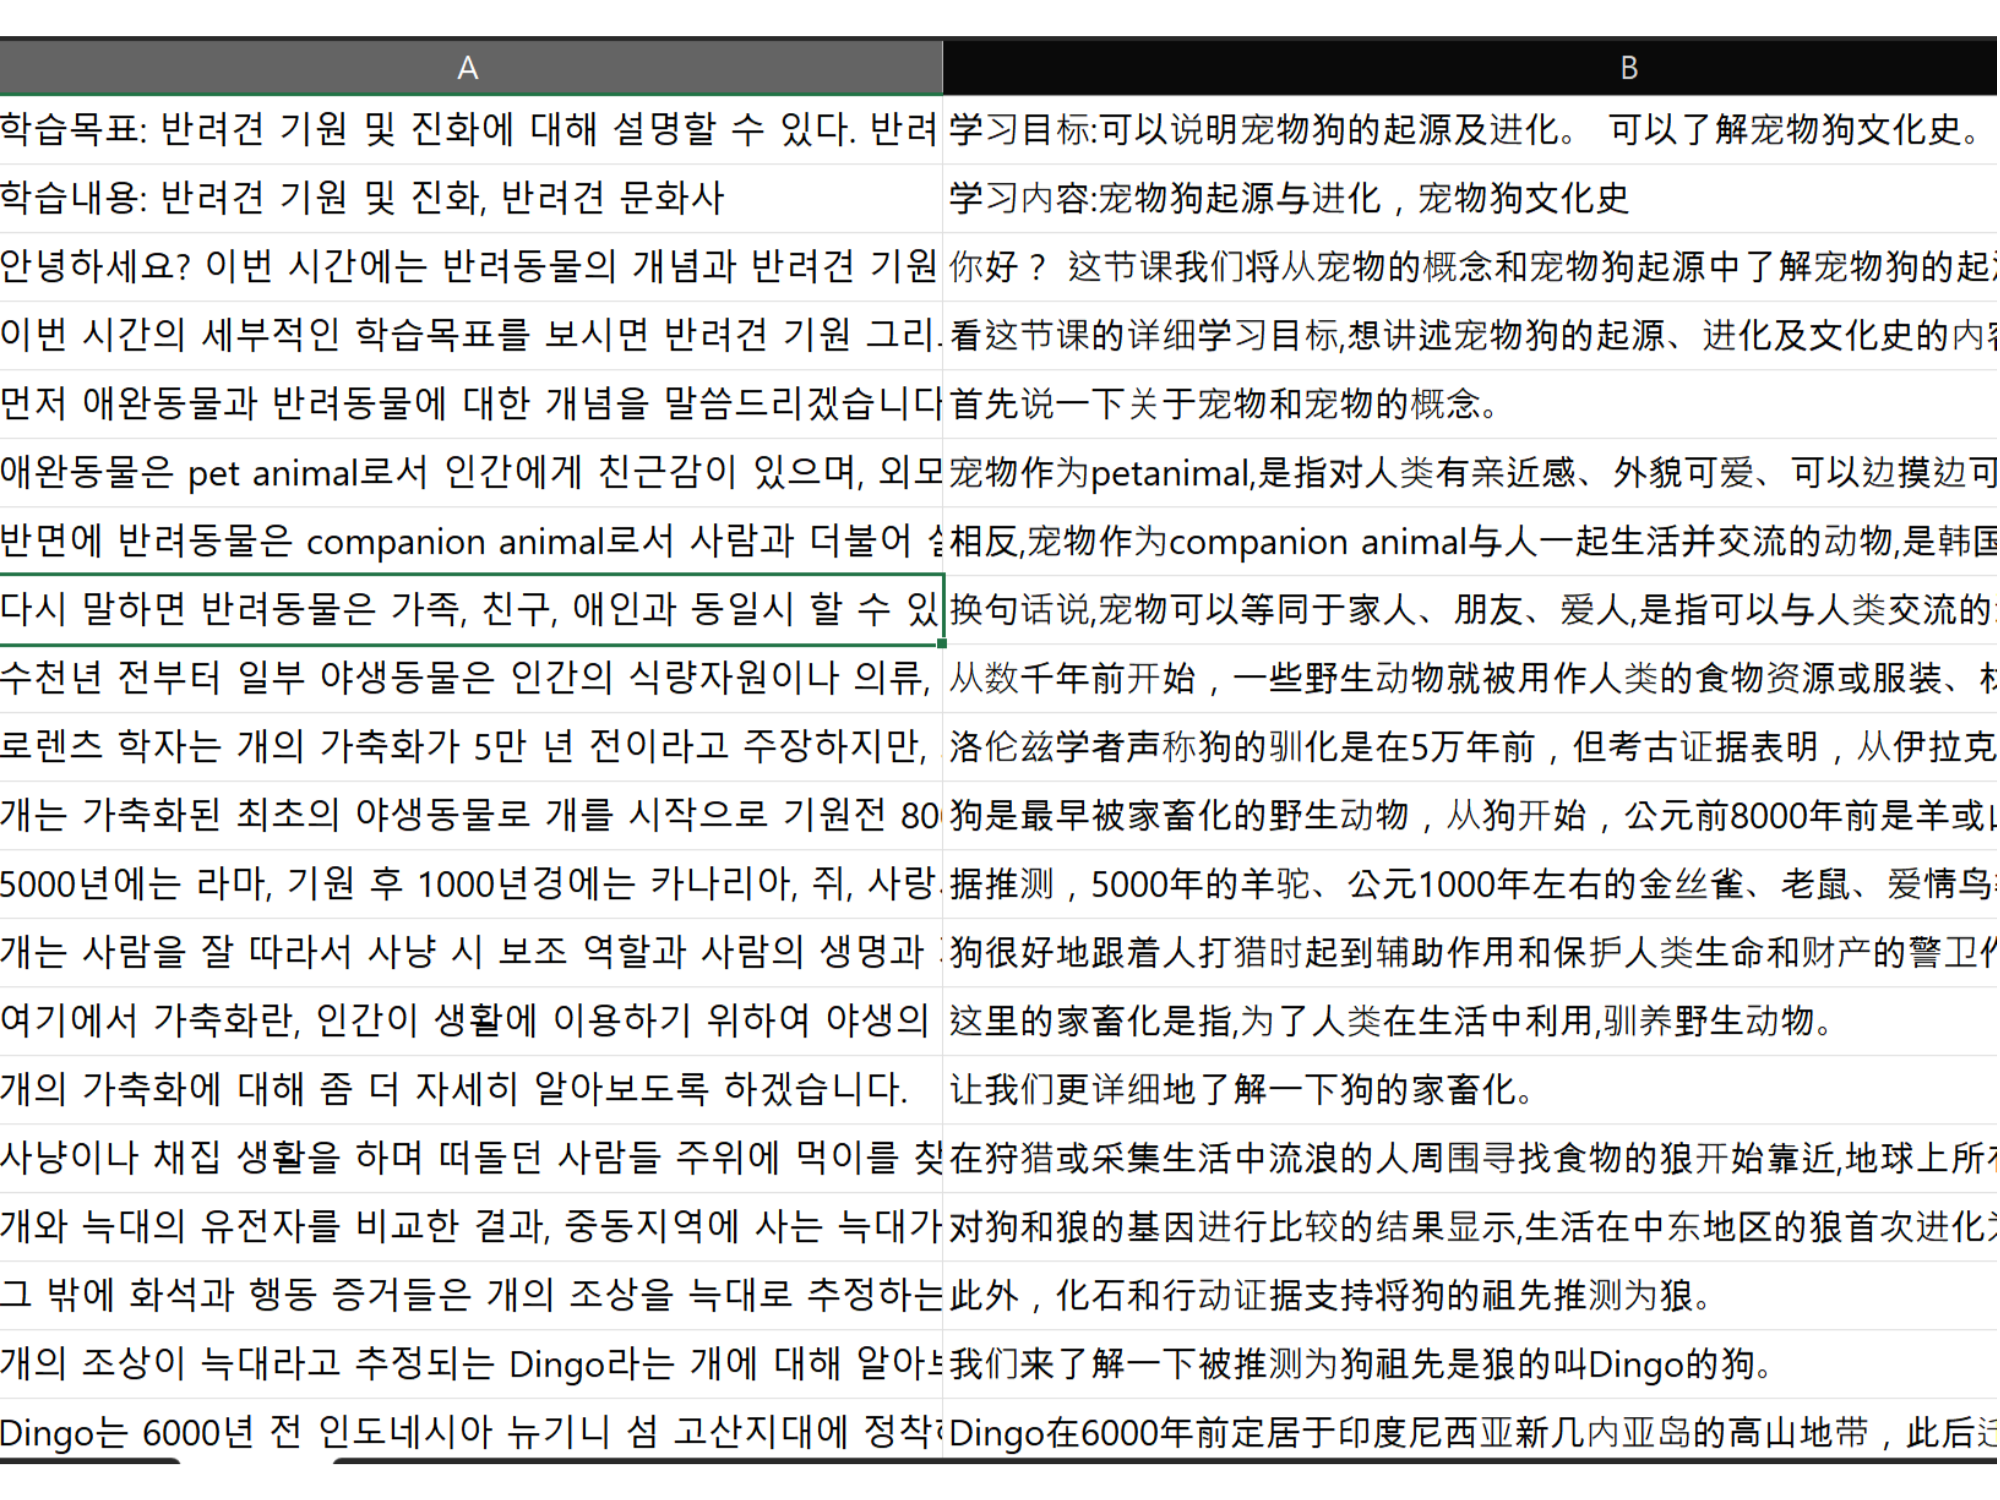 A B
학습목표: 반려견 기원 및 진화에 대해 설명할 수 있다. 반려 学习目标:可以说明宠物狗的起源及进化。 可以了解宠物狗文化史。
학습내용: 반려견 기원 및 진화, 반려견 문화사 学习内容:宠物狗起源与进化，宠物狗文化史
안녕하세요? 이번 시간에는 반려동물의 개념과 반려견 기원 你好？ 这节课我们将从宠物的概念和宠物狗起源中了解宠物狗的起
이번 시간의 세부적인 학습목표를 보시면 반려견 기원 그리 看这节课的详细学习目标,想讲述宠物狗的起源、进化及文化史的内
먼저 애완동물과 반려동물에 대한 개념을 말씀드리겠습니다 首先说一下关于宠物和宠物的概念。
애완동물은 pet animal로서 인간에게 친근감이 있으며, 외모 宠物作为petanimal,是指对人类有亲近感、外貌可爱、可以边摸边可
반면에 반려동물은 companion animal로서 사람과 더불어 相反,宠物作为companion animal与人一起生活并交流的动物,是韩国
다시 말하면 반려동물은 가족, 친구, 애인과 동일시 할 수 있 换句话说,宠物可以等同于家人、朋友、爱人,是指可以与人类交流的
수천년 전부터 일부 야생동물은 인간의 식량자원이나 의류, 从数千年前开始，一些野生动物就被用作人类的食物资源或服装、
로렌츠 학자는 개의 가축화가 5만 년 전이라고 주장하지만, 洛伦兹学者声称狗的驯化是在5万年前，但考古证据表明，从伊拉克
개는 가축화된 최초의 야생동물로 개를 시작으로 기원전 80 狗是最早被家畜化的野生动物，从狗开始，公元前8000年前是羊或
5000년에는 라마, 기원 후 1000년경에는 카나리아, 쥐, 사랑 据推测，5000年的羊驼、公元1000年左右的金丝雀、老鼠、爱情鸟
개는 사람을 잘 따라서 사냥 시 보조 역할과 사람의 생명과 狗很好地跟着人打猎时起到辅助作用和保护人类生命和财产的警卫
여기에서 가축화란, 인간이 생활에 이용하기 위하여 야생의 这里的家畜化是指,为了人类在生活中利用,驯养野生动物。
개의 가축화에 대해 좀 더 자세히 알아보도록 하겠습니다. 让我们更详细地了解一下狗的家畜化。
사냥이나 채집 생활을 하며 떠돌던 사람들 주위에 먹이를 찾 在狩猎或采集生活中流浪的人周围寻找食物的狼开始靠近,地球上所
개와 늑대의 유전자를 비교한 결과, 중동지역에 사는 늑대가 对狗和狼的基因进行比较的结果显示,生活在中东地区的狼首次进化
그 밖에 화석과 행동 증거들은 개의 조상을 늑대로 추정하는 此外，化石和行动证据支持将狗的祖先推测为狼。
개의 조상이 늑대라고 추정되는 Dingo라는 개에 대해 알아 我们来了解一下被推测为狗祖先是狼的叫Dingo的狗。
Dingo는 6000년 전 인도네시아 뉴기니 섬 고산지대에 정착 Dingo在6000年前定居于印度尼西亚新几内亚岛的高山地带，此后